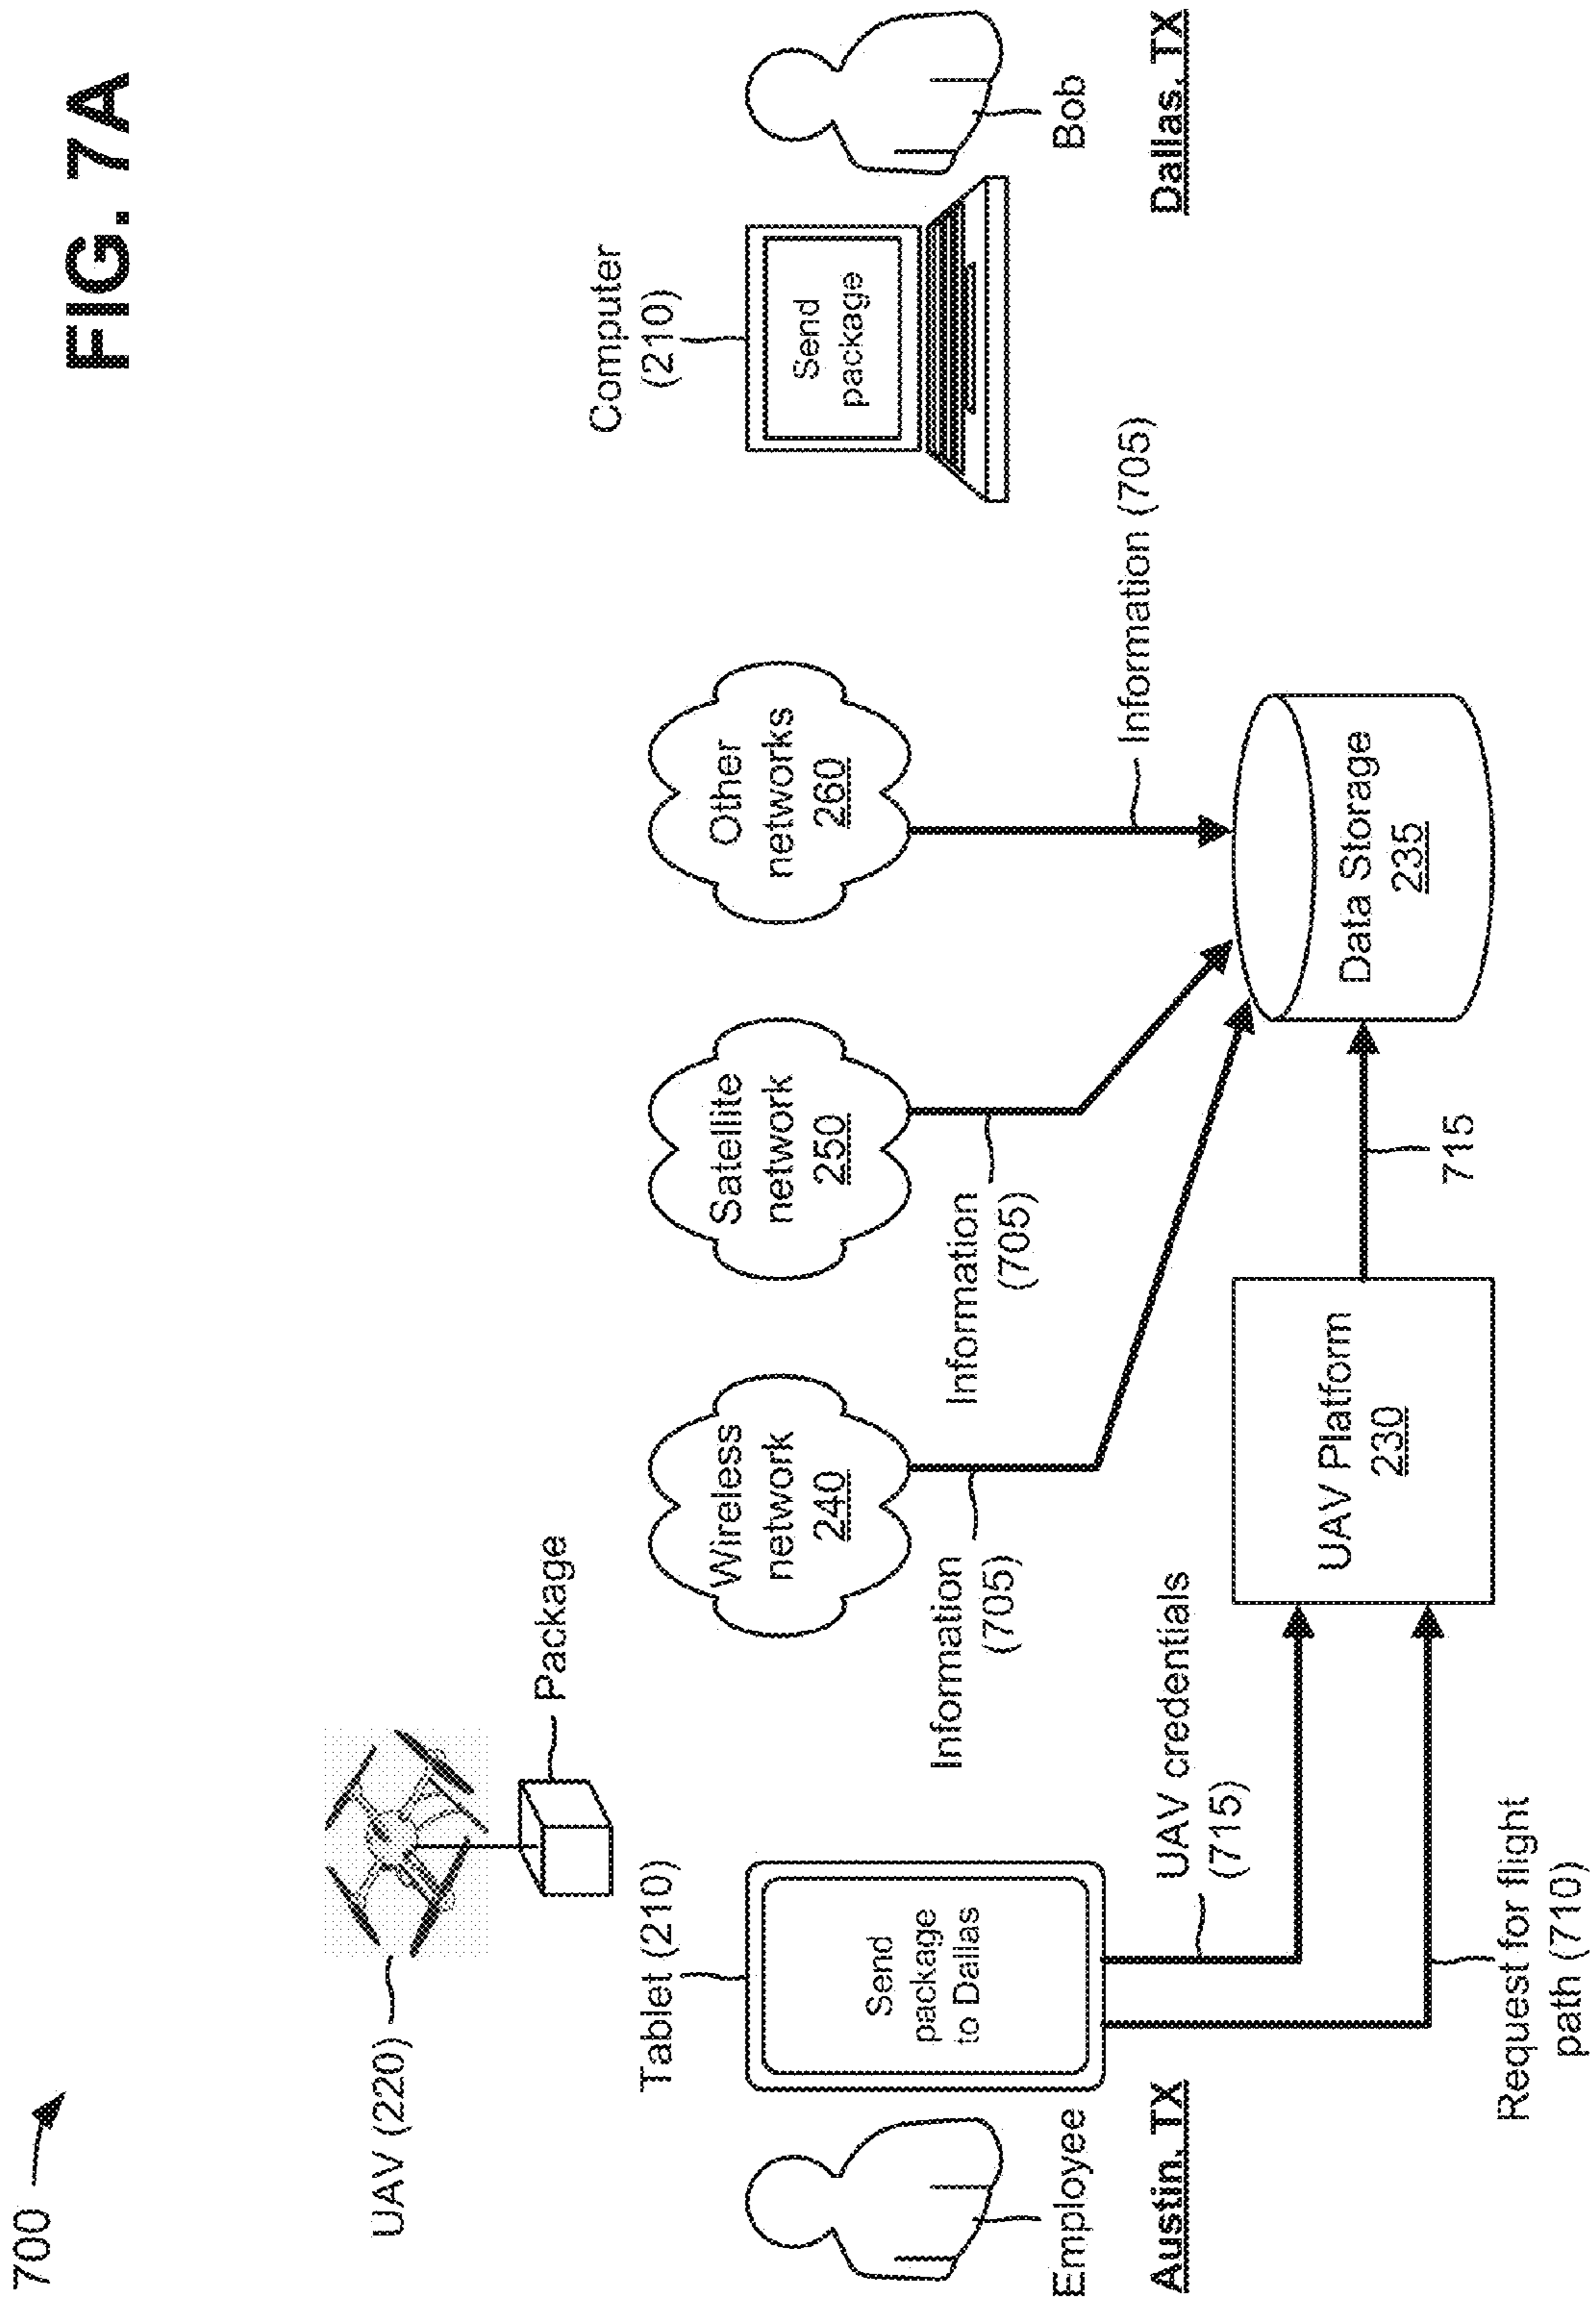 700
FIG. 7A
UAV (220)
Package
Tablet (210)
Send
package
to Dallas
Employee
Austin, TX
Wireless
network
240
Satellite
network
250
Other
networks
260
Computer
(210)
Send
package
Bob
Dallas, TX
Information
(705)
Information
(705)
Information (705)
UAV credentials
(715)
Request for flight
path (710)
UAV Platform
230
715
Data Storage
235